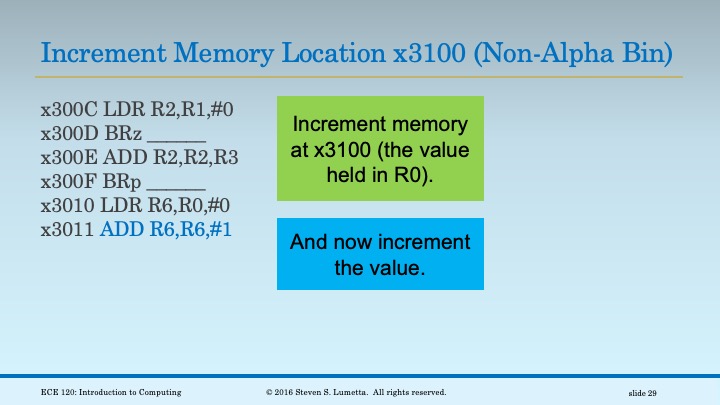 Increment Memory Location x3100 (Non-Alpha Bin)
x300C LDR R2,R1,#0
x300D BRz ______
x300E ADD R2,R2,R3
x300F BRp ______
x3010 LDR R6,R0,#0
x3011 ADD R6,R6,#1
Increment memory
at x3100 (the value
held in R0).
And now increment
the value.
ECE 120: Introduction to Computing
© 2016 Steven S. Lumetta. All rights reserved.
slide 29